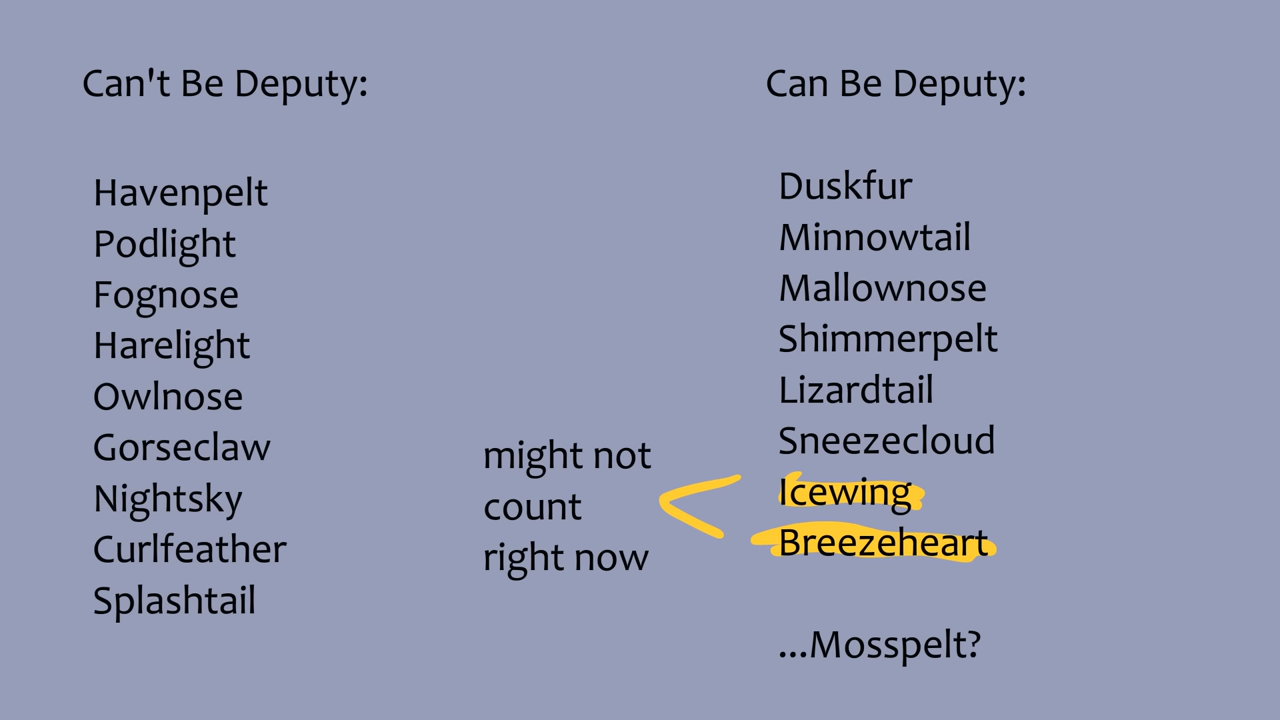 Can't Be Deputy:
Havenpelt
Podlight
Fognose
Harelight
Owlnose
Gorseclaw
Nightsky
Curlfeather
Splashtail
might not
count
right now
Can Be Deputy:
Duskfur
Minnowtail
Mallownose
Shimmerpelt
Lizardtail
Sneezecloud
Icewing
Breezeheart
...Mosspelt?